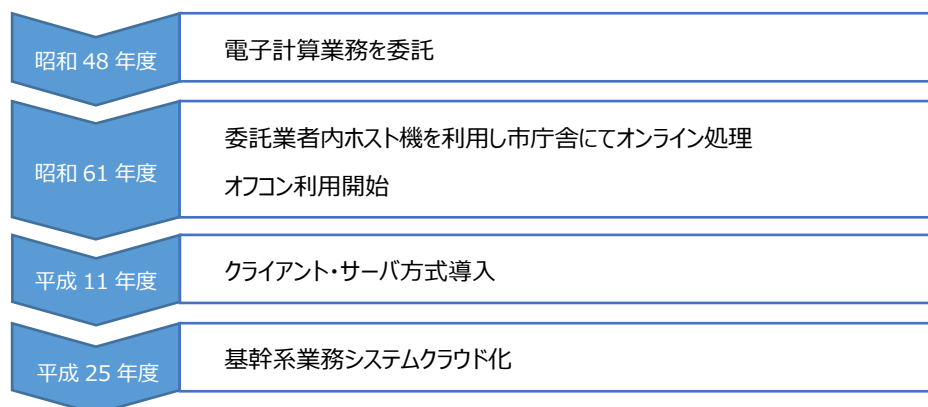 昭和 48 年度
電子計算業務を委託
昭和 61 年度
委託業者内ホスト機を利用し市庁舎にてオンライン処理
オフコン利用開始
平成 11 年度
クライアント・サーバ方式導入
平成 25 年度
基幹系業務システムクラウド化